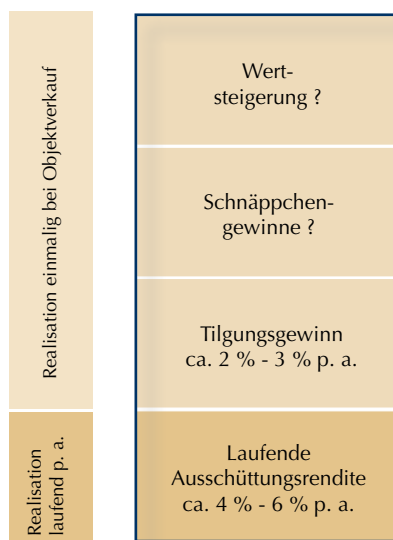 Realisation einmalig bei Objektverkauf
Wert-
steigerung ?
Schnäppchen-
gewinne ?
Tilgungsgewinn
ca. 2 % - 3 % p. a.
Realisation
laufend p. a.
Laufende
Ausschüttungsrendite
ca. 4 % - 6 % p. a.